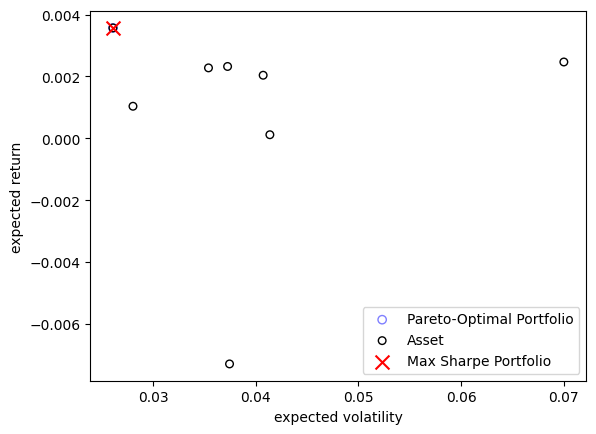 0.004
0.002
0.000
−0.002
−0.004
−0.006
expected return
0.03
0.04
0.05
0.06
0.07
expected volatility
Pareto-Optimal Portfolio
Asset
Max Sharpe Portfolio